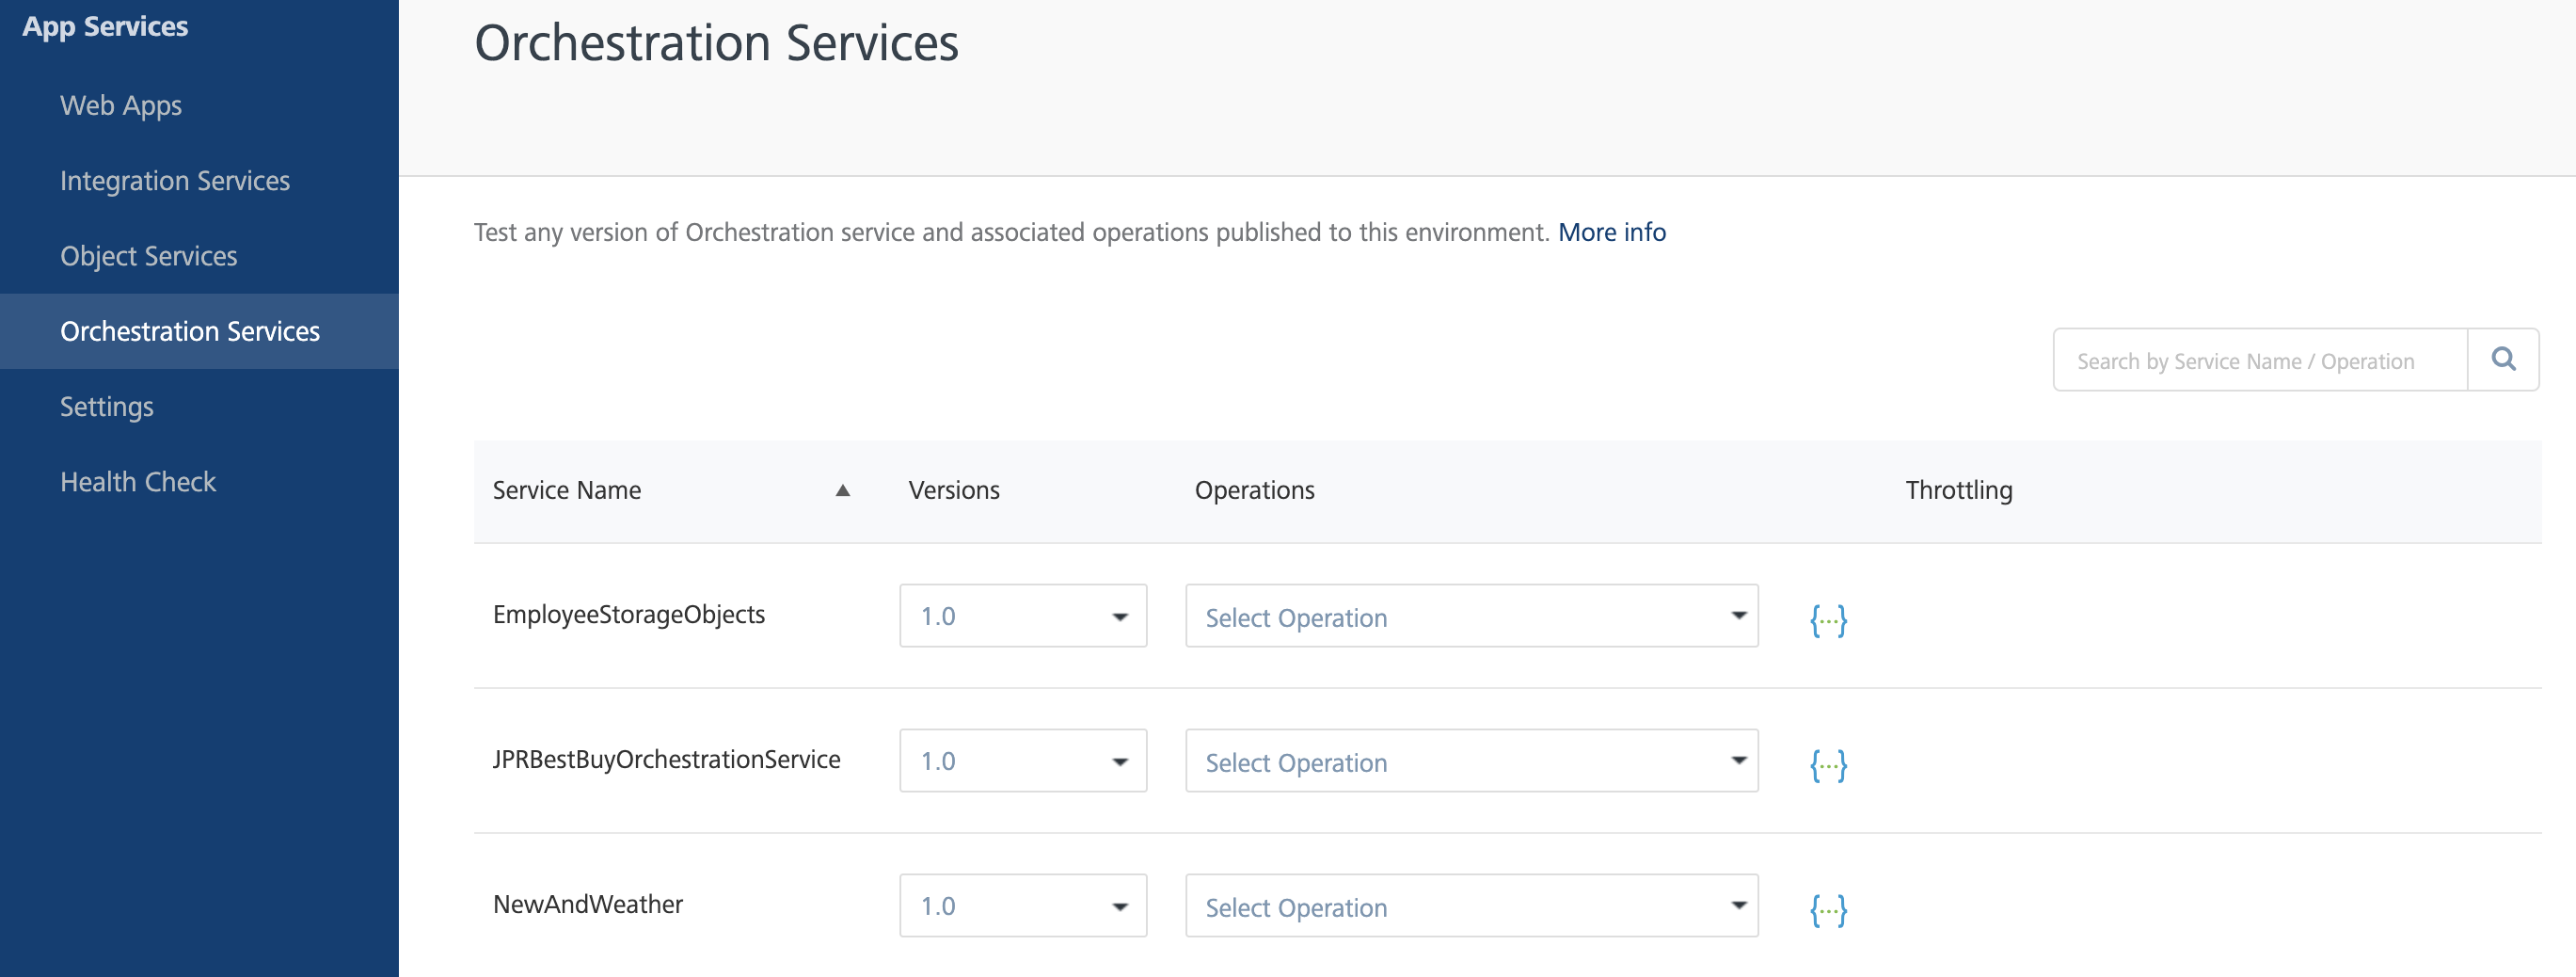 App Services
Web Apps
Integration Services
Object Services
Orchestration Services
Settings
Health Check
Orchestration Services
Test any version of Orchestration service and associated operations published to this environment. More info
Search by Service Name / Operation
Service Name Versions Operations Throttling
EmployeeStorageObjects 1.0 Select Operation {...}
JPRBestBuyOrchestrationService 1.0 Select Operation {...}
NewAndWeather 1.0 Select Operation {...}